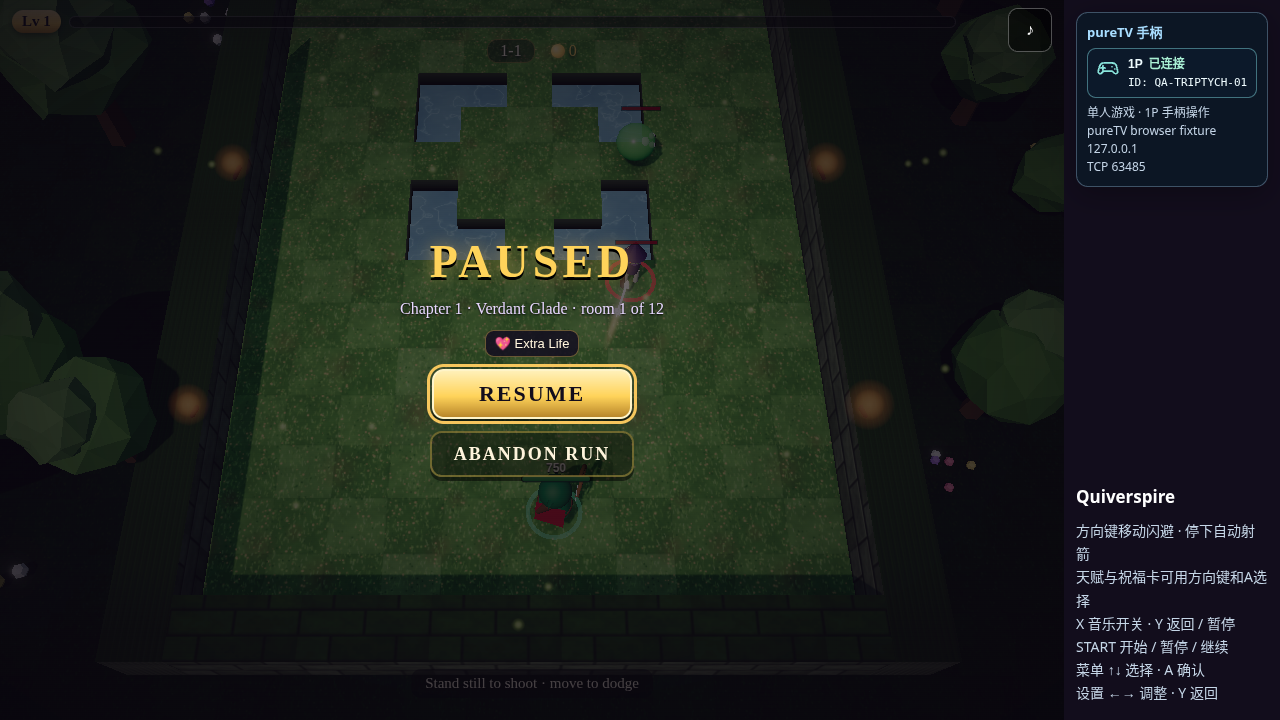 Lv 1
1-1
0
♪
PAUSED
Chapter 1 · Verdant Glade · room 1 of 12
Extra Life
RESUME
ABANDON RUN
750
Stand still to shoot · move to dodge
pureTV 手柄
1P 已连接
ID: QA-TRIPTYCH-01
单人游戏 · 1P 手柄操作
pureTV browser fixture
127.0.0.1
TCP 63485
Quiverspire
方向键移动闪避 · 停下自动射
箭
天赋与祝福卡可用方向键和A选
择
X 音乐开关 · Y 返回 / 暂停
START 开始 / 暂停 / 继续
菜单 ↑↓ 选择 · A 确认
设置 ←→ 调整 · Y 返回